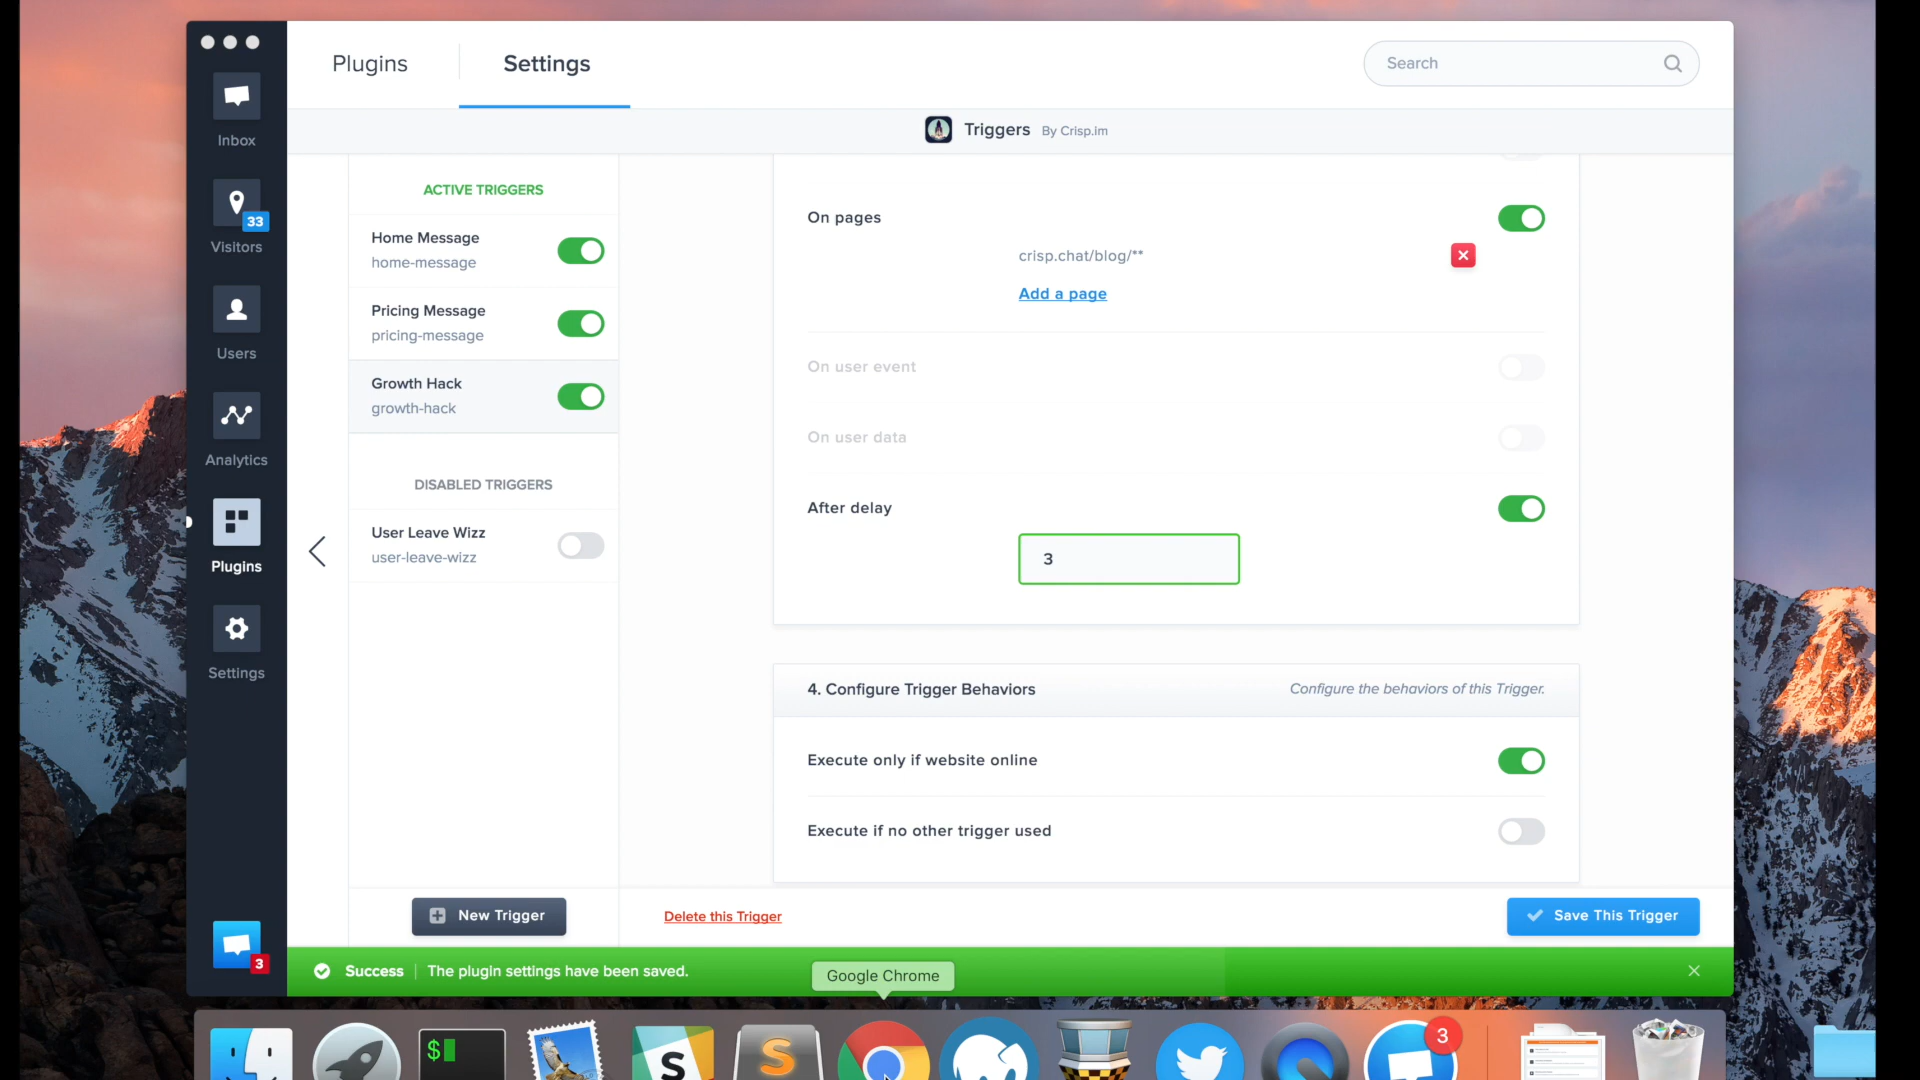 Plugins
Settings
Search
Triggers By Crisp.im
Inbox
33
Visitors
Users
Analytics
Plugins
Settings
3
ACTIVE TRIGGERS
Home Message
home-message
Pricing Message
pricing-message
Growth Hack
growth-hack
DISABLED TRIGGERS
User Leave Wizz
user-leave-wizz
New Trigger
On pages
crisp.chat/blog/**
Add a page
On user event
On user data
After delay
3
4. Configure Trigger Behaviors
Configure the behaviors of this Trigger.
Execute only if website online
Execute if no other trigger used
Delete this Trigger
Save This Trigger
Success
The plugin settings have been saved.
Google Chrome
$
S
S
3